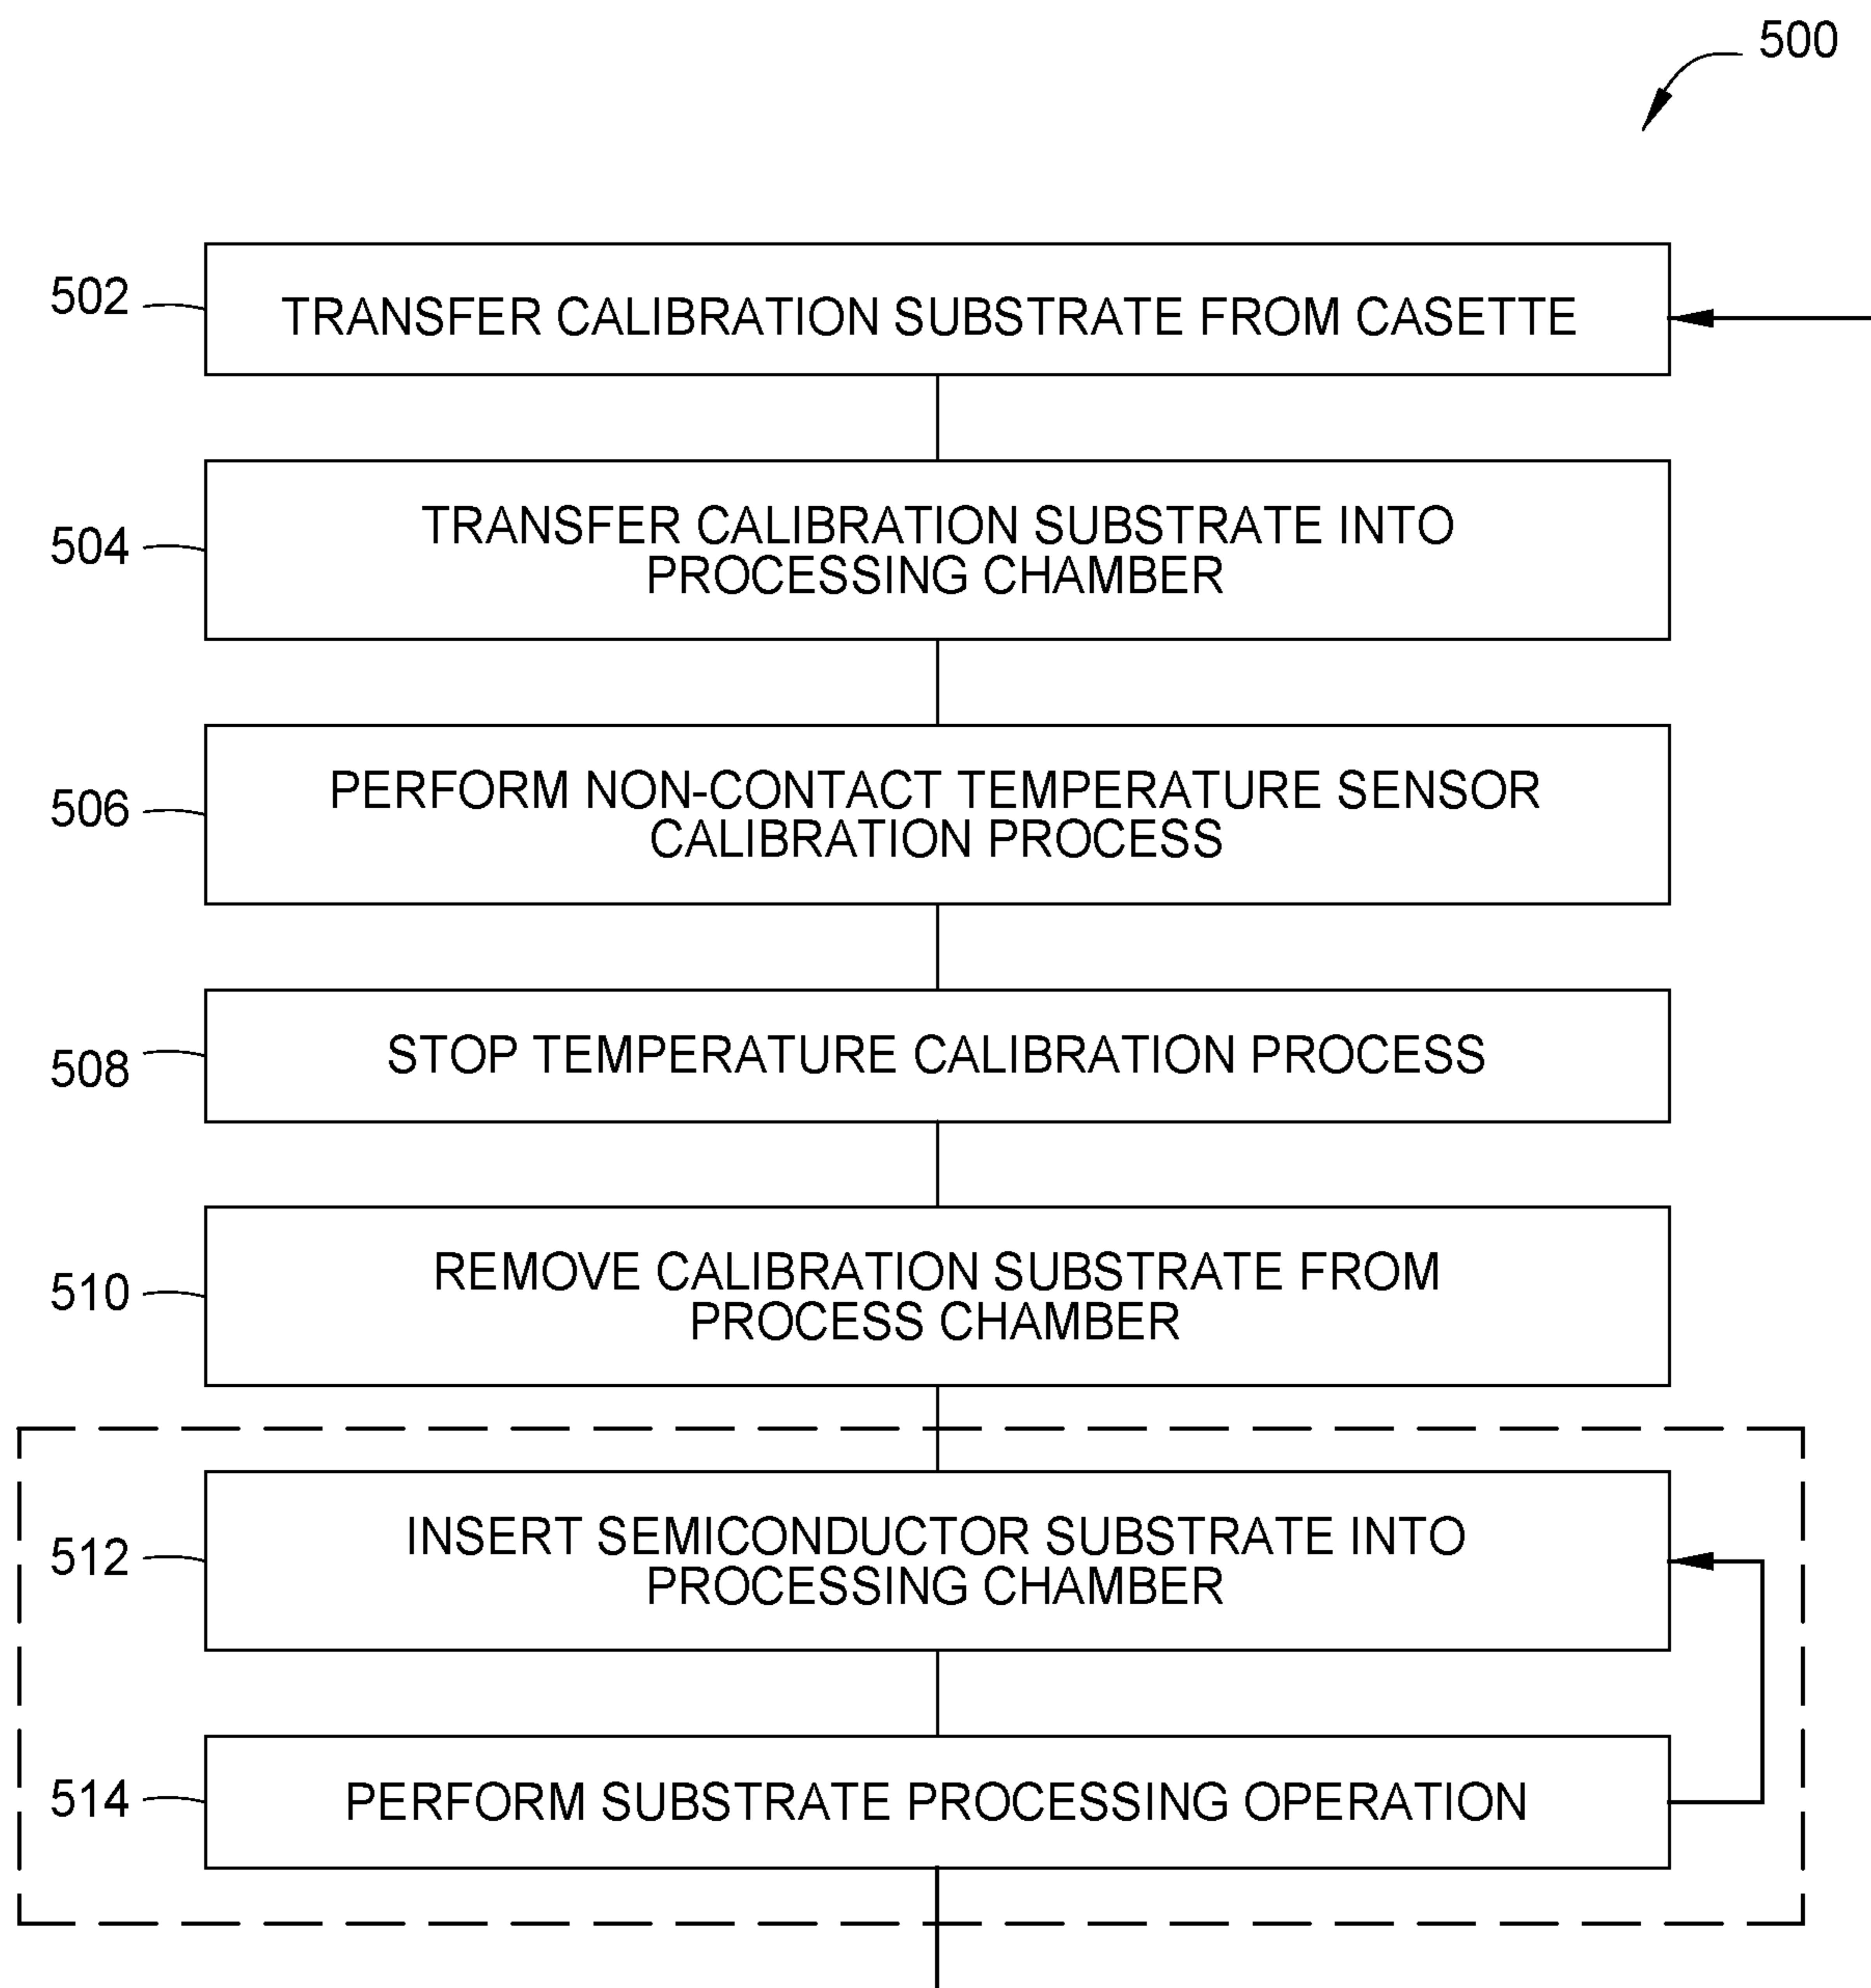 500
502
TRANSFER CALIBRATION SUBSTRATE FROM CASETTE
504
TRANSFER CALIBRATION SUBSTRATE INTO
PROCESSING CHAMBER
506
PERFORM NON-CONTACT TEMPERATURE SENSOR
CALIBRATION PROCESS
508
STOP TEMPERATURE CALIBRATION PROCESS
510
REMOVE CALIBRATION SUBSTRATE FROM
PROCESS CHAMBER
512
INSERT SEMICONDUCTOR SUBSTRATE INTO
PROCESSING CHAMBER
514
PERFORM SUBSTRATE PROCESSING OPERATION